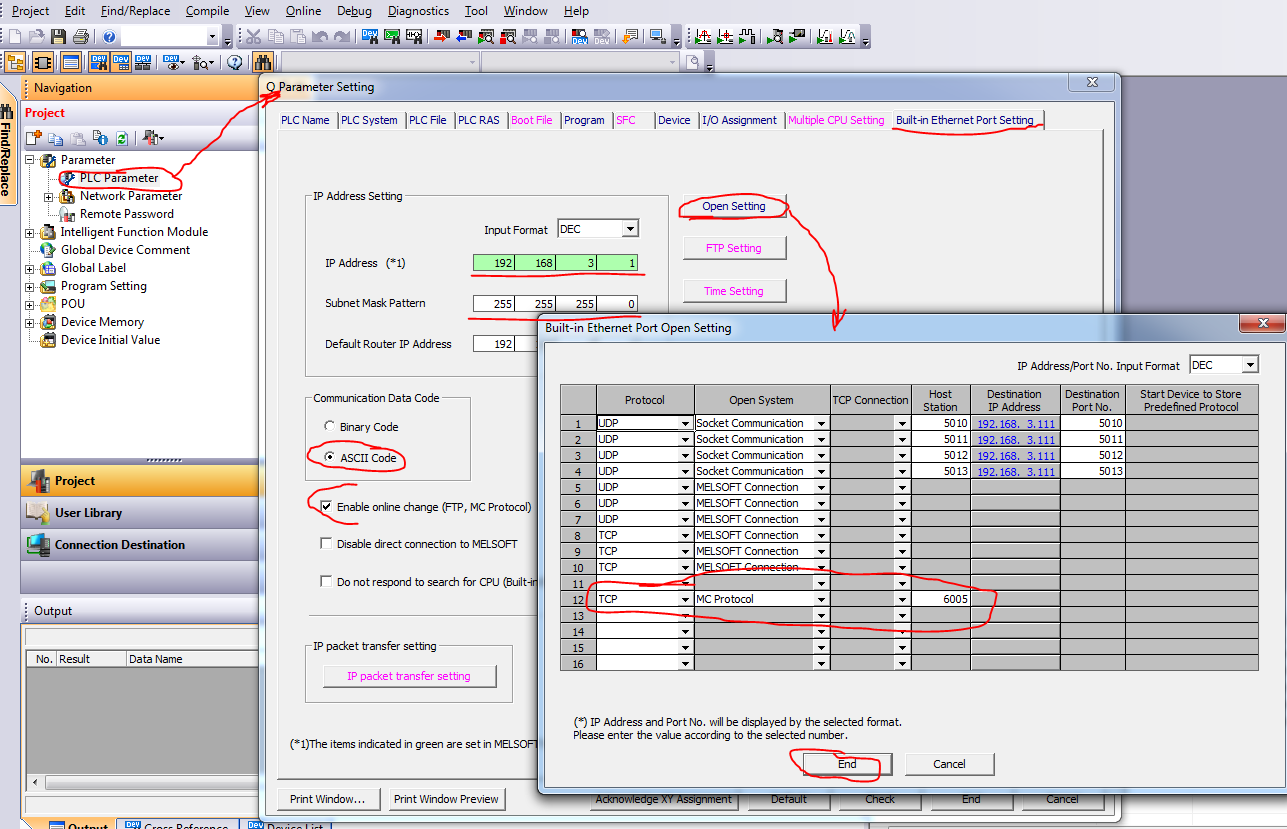 Project Edit Find/Replace Compile View Online Debug Diagnostics Tool Window Help
Find/Replace
Navigation
Project
Parameter
PLC Parameter
Network Parameter
Remote Password
Intelligent Function Module
Global Device Comment
Global Label
Program Setting
POU
Device Memory
Device Initial Value
Project
User Library
Connection Destination
Output
No. Result Data Name
Output Cross Reference Device List
Q Parameter Setting
PLC Name PLC System PLC File PLC RAS Boot File Program SFC Device I/O Assignment Multiple CPU Setting Built-in Ethernet Port Setting
IP Address Setting
Input Format DEC
IP Address (*1) 192 168 3 1
Subnet Mask Pattern 255 255 255 0
Default Router IP Address 192
Open Setting
FTP Setting
Time Setting
Communication Data Code
Binary Code
ASCII Code
Enable online change (FTP, MC Protocol)
Disable direct connection to MELSOFT
Do not respond to search for CPU (Built-in
IP packet transfer setting
IP packet transfer setting
(*1)The items indicated in green are set in MELSOFT
Print Window... Print Window Preview Acknowledge XY Assignment Default Check End Cancel
Built-in Ethernet Port Open Setting
IP Address/Port No. Input Format DEC
Protocol Open System TCP Connection Host Station Destination IP Address Destination Port No. Start Device to Store Predefined Protocol
1 UDP Socket Communication 5010 192.168. 3.111 5010
2 UDP Socket Communication 5011 192.168. 3.111 5011
3 UDP Socket Communication 5012 192.168. 3.111 5012
4 UDP Socket Communication 5013 192.168. 3.111 5013
5 UDP MELSOFT Connection
6 UDP MELSOFT Connection
7 UDP MELSOFT Connection
8 TCP MELSOFT Connection
9 TCP MELSOFT Connection
10 TCP MELSOFT Connection
11
12 TCP MC Protocol 6005
13
14
15
16
(*) IP Address and Port No. will be displayed by the selected format.
Please enter the value according to the selected number.
End Cancel